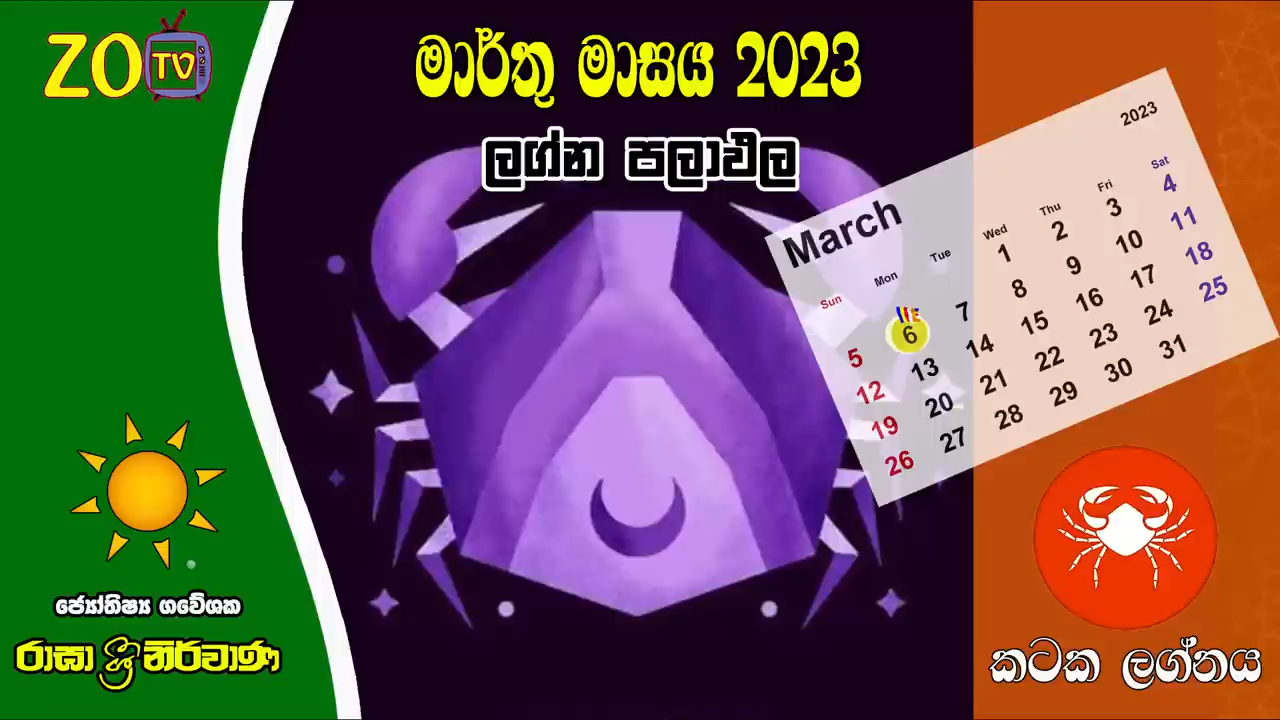 ZO TV
මාර්තු මාසය 2023
ලග්න පලාඵල
2023
March
Sun Mon Tue Wed Thu Fri Sat
1 2 3 4
5 6 7 8 9 10 11
12 13 14 15 16 17 18
19 20 21 22 23 24 25
26 27 28 29 30 31
ජ්‍යෝතිෂ්‍ය ගවේශක
රාඝා ශ්‍රී නිර්වාණ
කටක ලග්නය